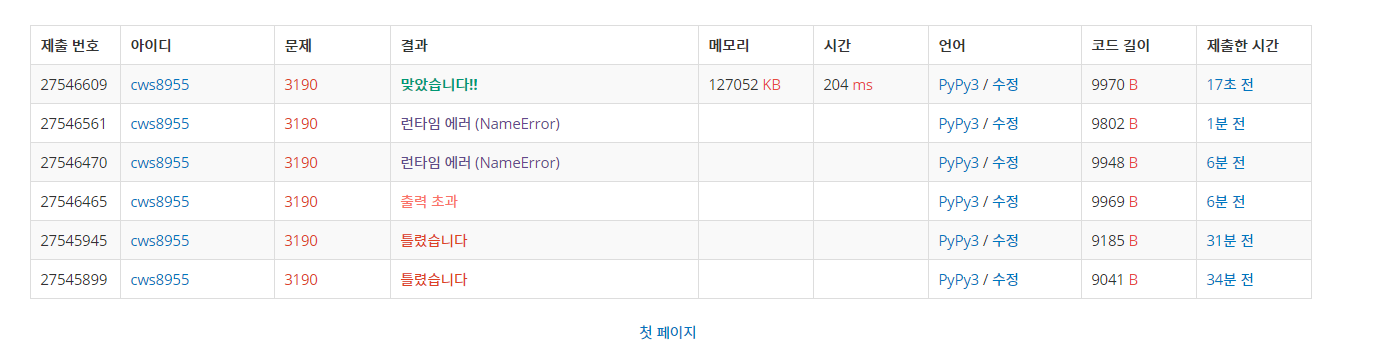 제출 번호 아이디 문제 결과 메모리 시간 언어 코드 길이 제출한 시간
27546609 cws8955 3190 맞았습니다!! 127052 KB 204 ms PyPy3 / 수정 9970 B 17초 전
27546561 cws8955 3190 런타임 에러 (NameError) PyPy3 / 수정 9802 B 1분 전
27546470 cws8955 3190 런타임 에러 (NameError) PyPy3 / 수정 9948 B 6분 전
27546465 cws8955 3190 출력 초과 PyPy3 / 수정 9969 B 6분 전
27545945 cws8955 3190 틀렸습니다 PyPy3 / 수정 9185 B 31분 전
27545899 cws8955 3190 틀렸습니다 PyPy3 / 수정 9041 B 34분 전
첫 페이지